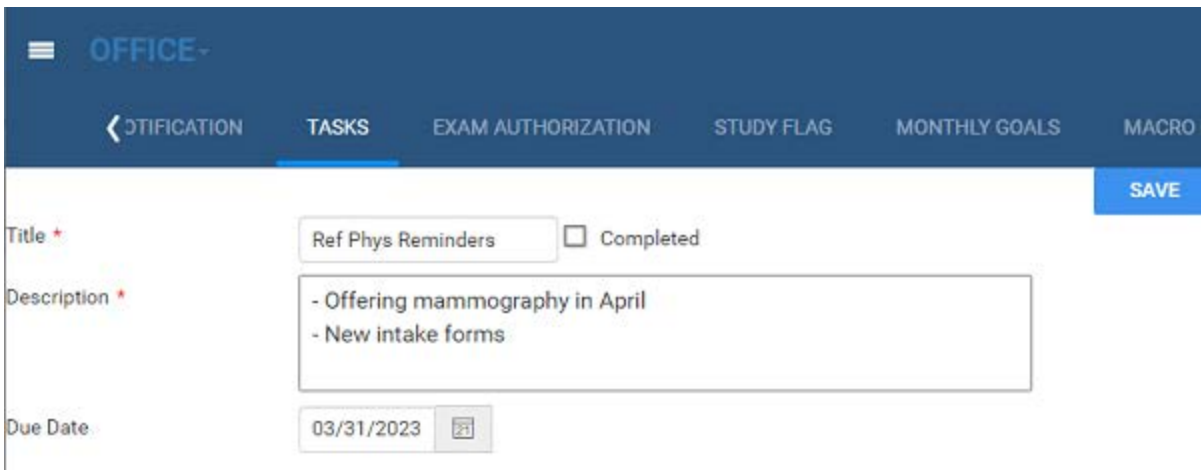 OFFICE
OTIFICATION TASKS EXAM AUTHORIZATION STUDY FLAG MONTHLY GOALS MACRO
SAVE
Title * Ref Phys Reminders Completed
Description * - Offering mammography in April
- New intake forms
Due Date 03/31/2023 21